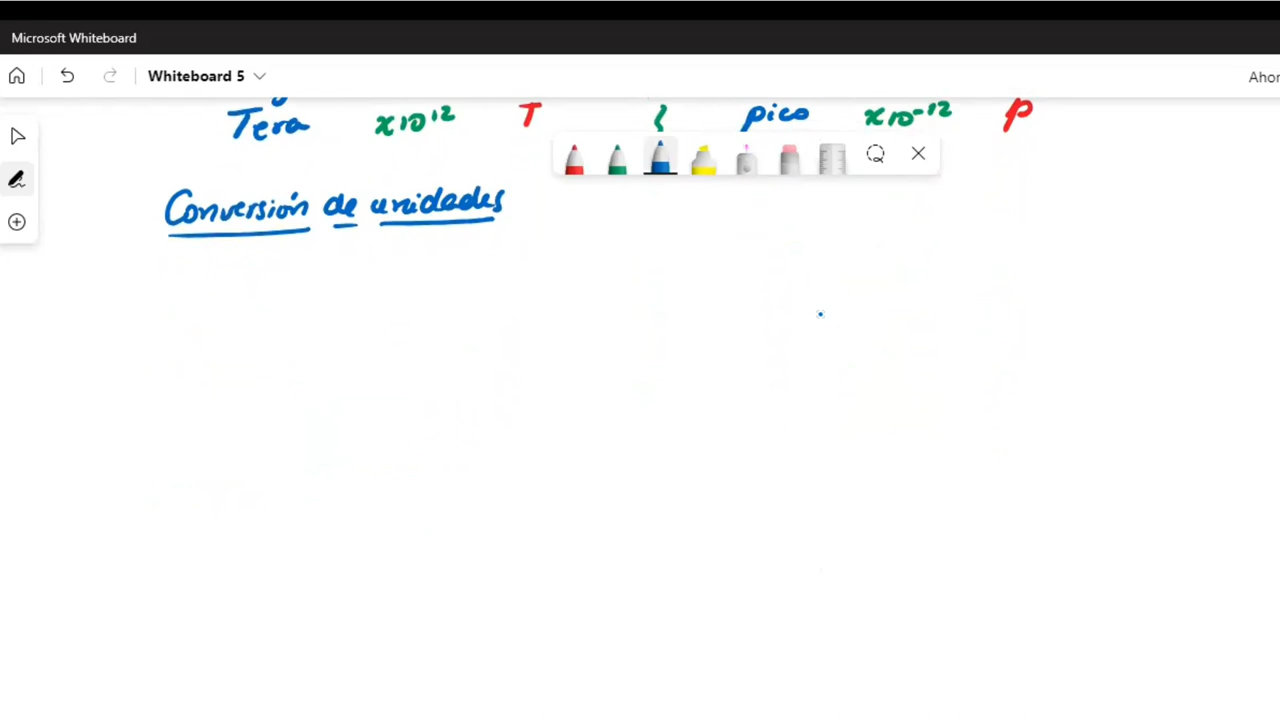 Microsoft Whiteboard
Whiteboard 5
Ahor
Tera x10¹² T pico x10⁻¹² p
Conversión de unidades